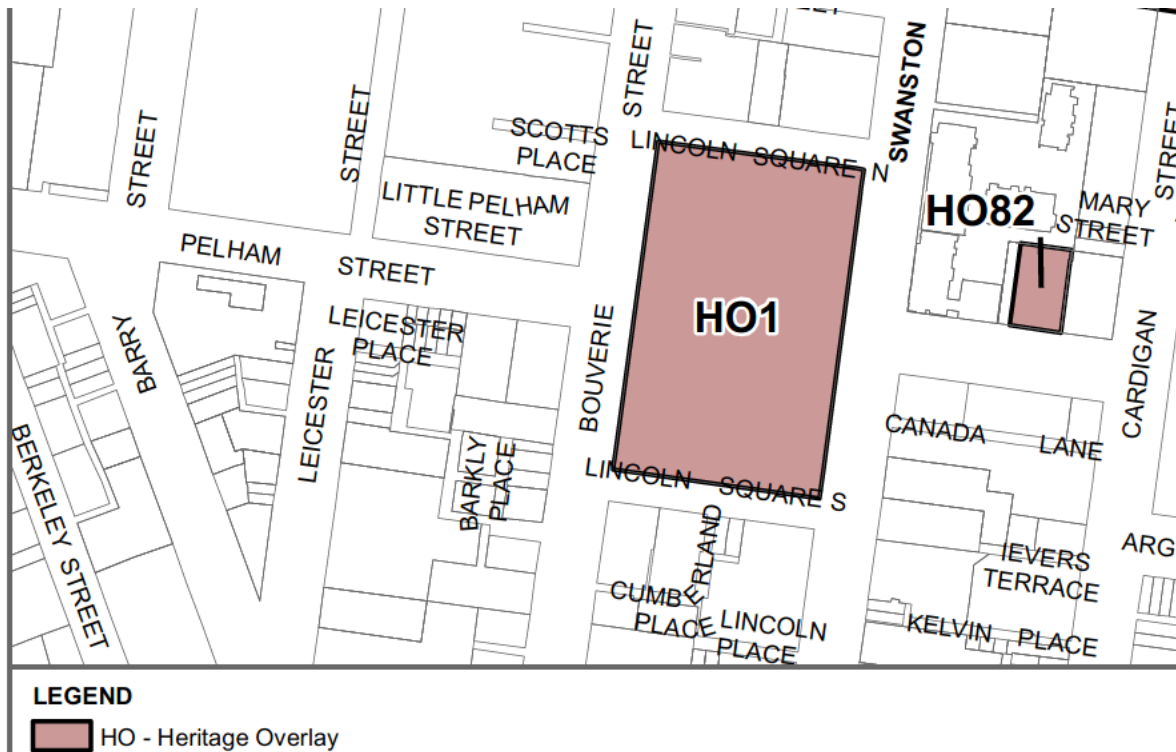 STREET
SWANSTON
STREET
STREET
STREET
SCOTTS
PLACE
LINCOLN SQUARE N
LITTLE PELHAM
STREET
HO82
MARY
STREET
STREET
PELHAM
STREET
HO1
LEICESTER
PLACE
BARRY
LEICESTER
BOUVERIE
CARDIGAN
CANADA LANE
BERKELEY STREET
BARKLY
PLACE
LINCOLN SQUARE S
CUMBERLAND
PLACE
LINCOLN
PLACE
IEVERS
TERRACE
ARG
KELVIN PLACE
LEGEND
HO - Heritage Overlay